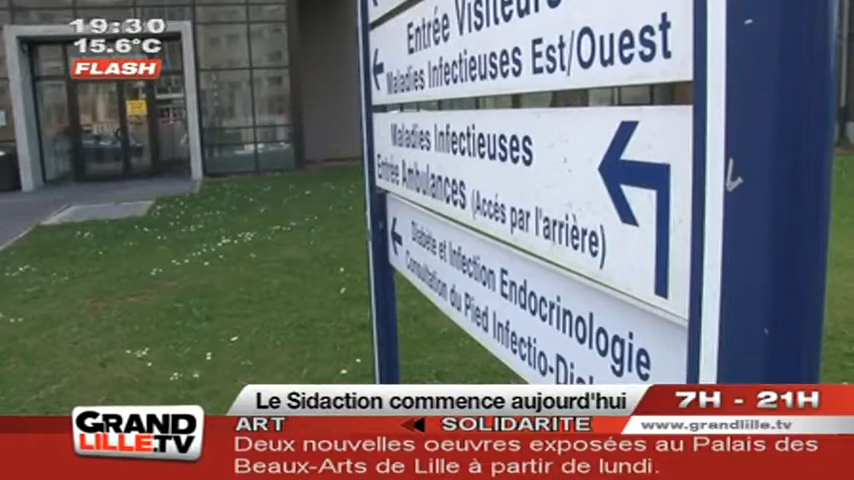 19:30
15.6°C
FLASH
Entrée Visiteurs
Maladies Infectieuses Est/Ouest
Maladies Infectieuses
Entrée Ambulances (Accés par l'arrière)
Diabète et Infection Endocrinologie
Consultation du Pied Infectio-Diab
Le Sidaction commence aujourd'hui
7H - 21H
GRAND
LILLE.TV
ART
SOLIDARITE
www.grandlille.tv
Deux nouvelles oeuvres exposées au Palais des
Beaux-Arts de Lille à partir de lundi.